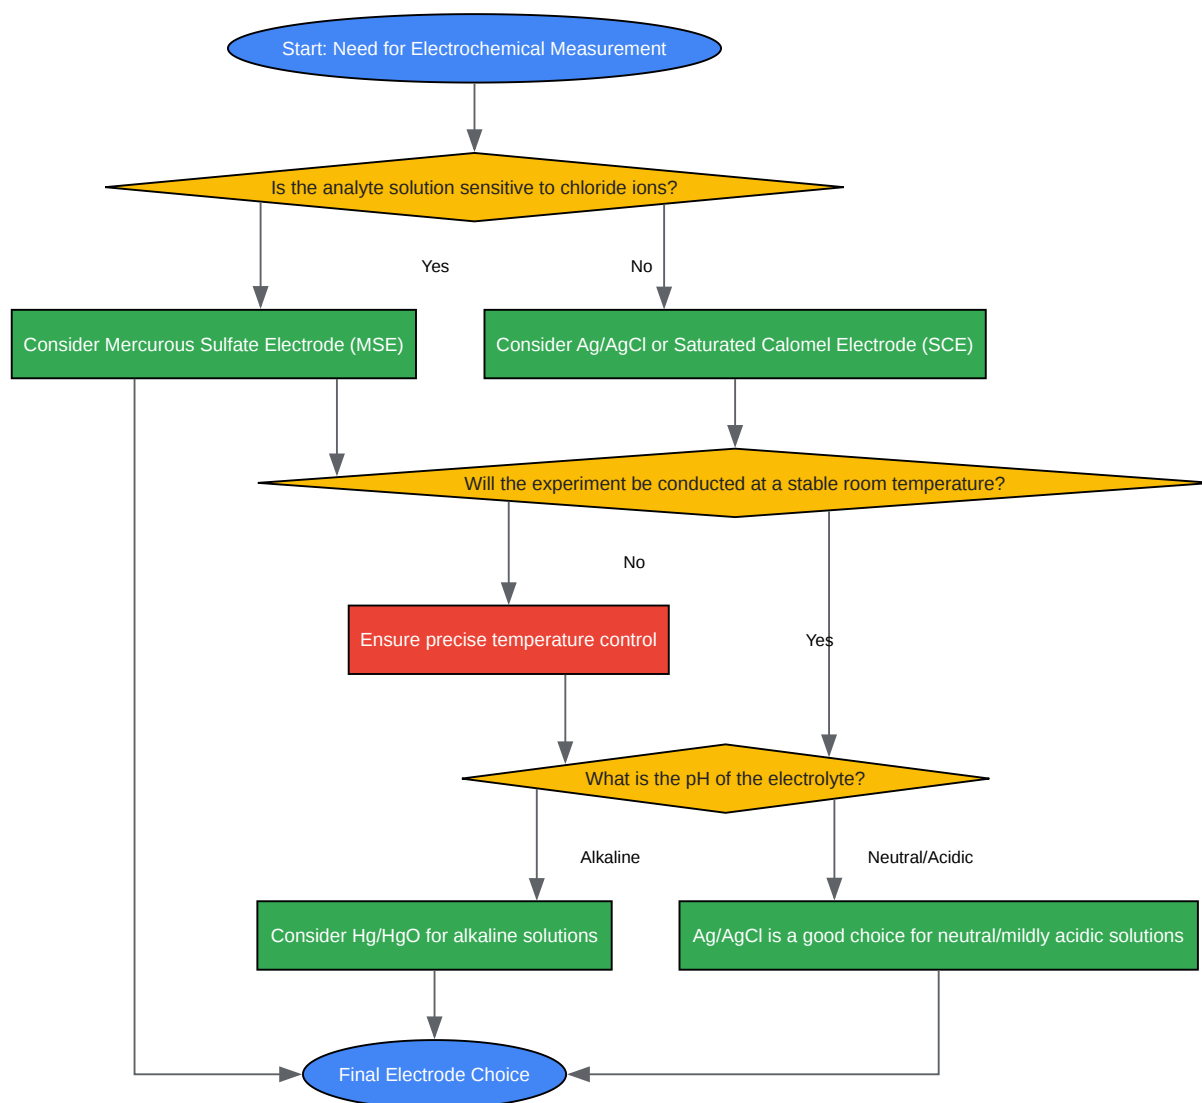 Start: Need for Electrochemical Measurement
Is the analyte solution sensitive to chloride ions?
Yes
No
Consider Mercurous Sulfate Electrode (MSE)
Consider Ag/AgCl or Saturated Calomel Electrode (SCE)
Will the experiment be conducted at a stable room temperature?
No
Ensure precise temperature control
Yes
What is the pH of the electrolyte?
Alkaline
Neutral/Acidic
Consider Hg/HgO for alkaline solutions
Ag/AgCl is a good choice for neutral/mildly acidic solutions
Final Electrode Choice